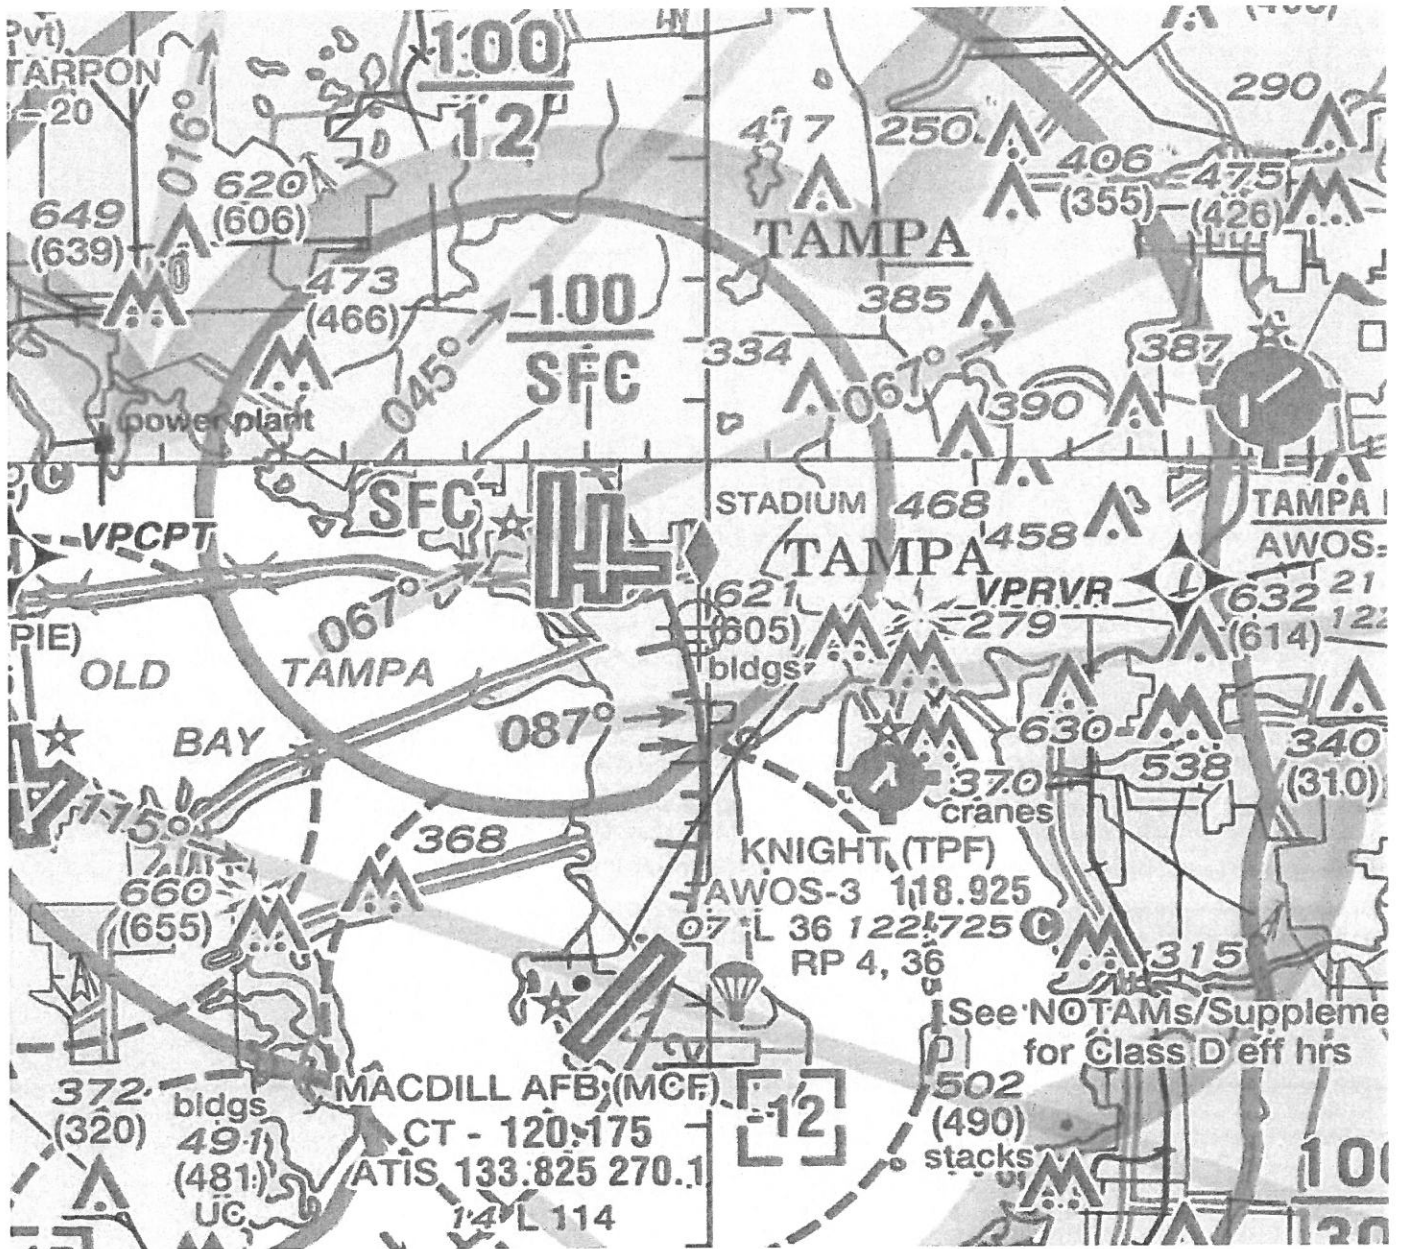 Pvt)
TARPON
- 20
016°
100
12
620
(606)
649
(639)
473
(466)
100
SFC
045°
power plant
417
250
290
406
(355)
475
(426)
TAMPA
385
334
067°
390
387
C
VPCPT
SFC
067°
STADIUM
468
458
TAMPA
TAMPA
AWOS-
VPRVR
621
(605)
bldgs
279
632
(614)
21
122
PIE)
OLD
TAMPA
BAY
087°
630
538
340
(310)
370
cranes
115°
368
660
(655)
KNIGHT (TPF)
AWOS-3 118.925
07 *L 36 122.725 C
RP 4, 36
315
See NOTAMs/Suppleme
for Class D eff hrs
MACDILL AFB (MCF)
CT - 120.175
ATIS 133.825 270.1
14 L 114
-12
502
(490)
stacks
372
(320)
bldgs
491
(481)
UC
100
30